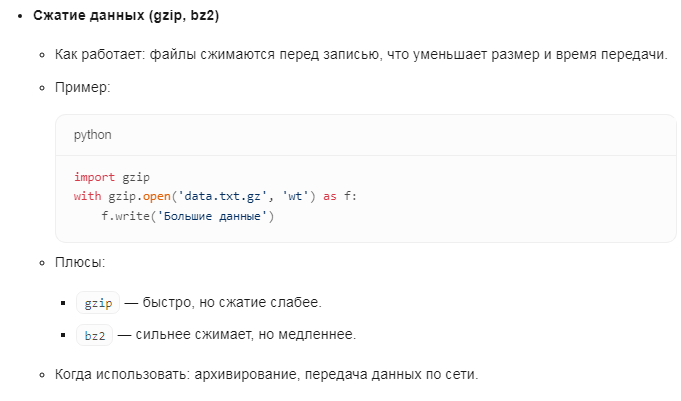 Сжатие данных (gzip, bz2)
Как работает: файлы сжимаются перед записью, что уменьшает размер и время передачи.
Пример:
python
import gzip
with gzip.open('data.txt.gz', 'wt') as f:
    f.write('Большие данные')
Плюсы:
gzip — быстро, но сжатие слабее.
bz2 — сильнее сжимает, но медленнее.
Когда использовать: архивирование, передача данных по сети.